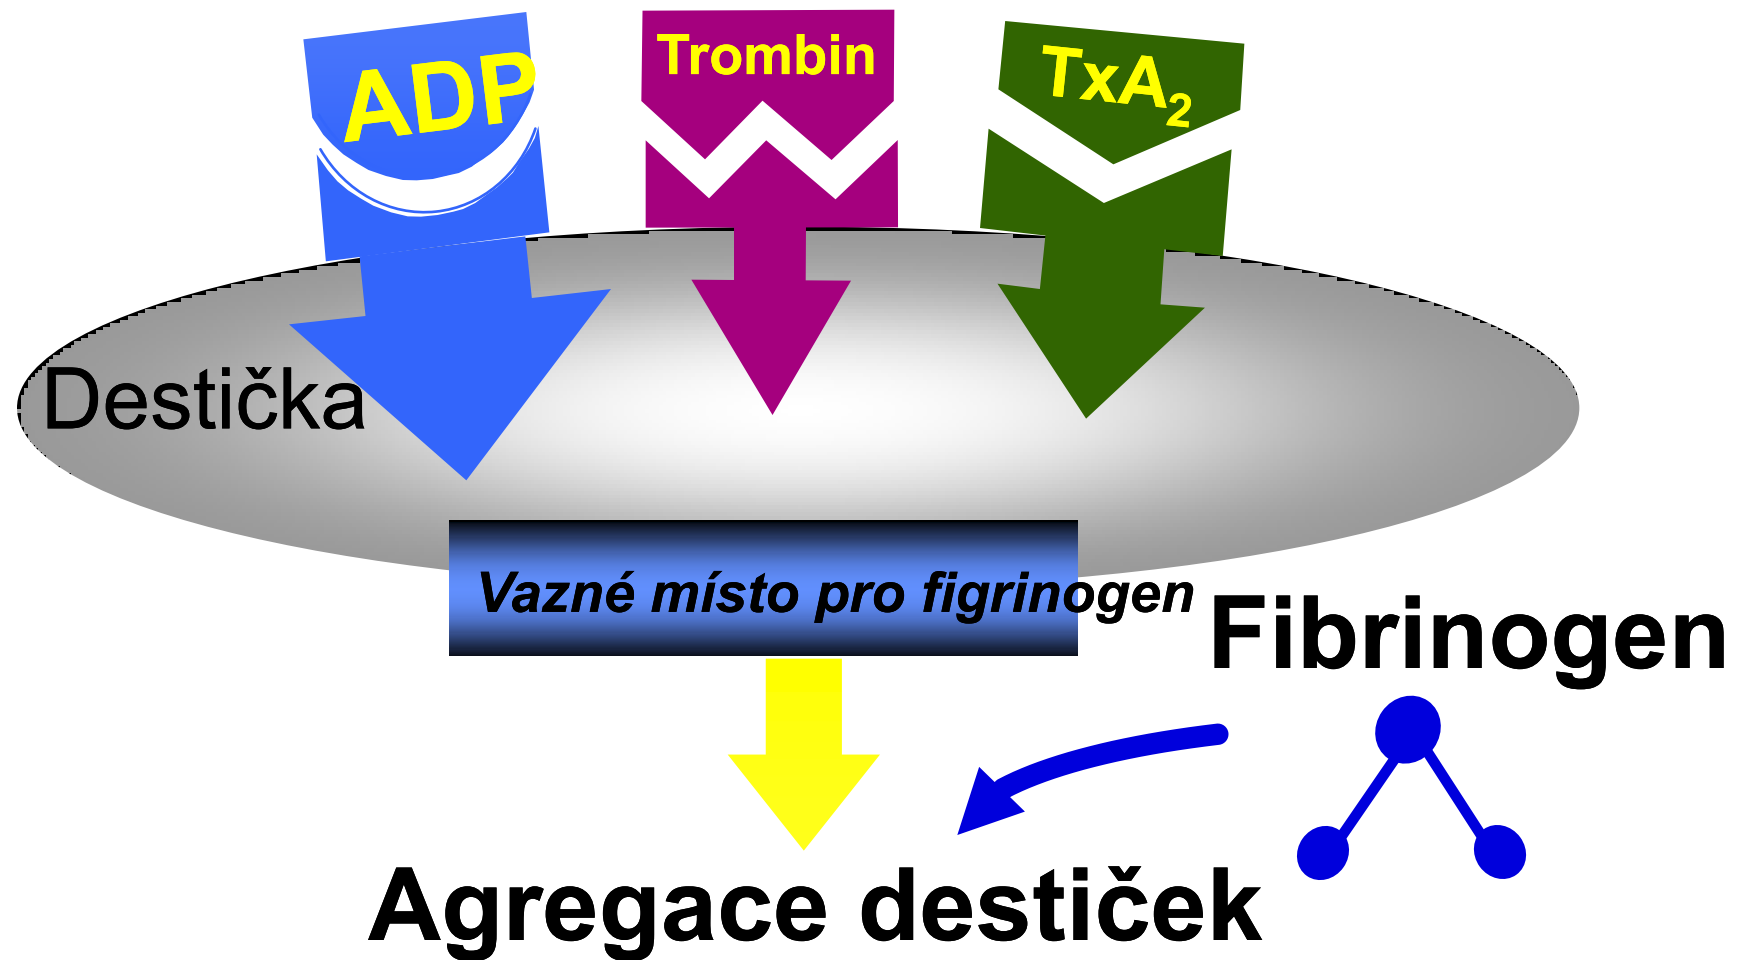 ADP
Trombin
TxA₂
Destička
Vazné místo pro figrinogen
Fibrinogen
Agregace destiček